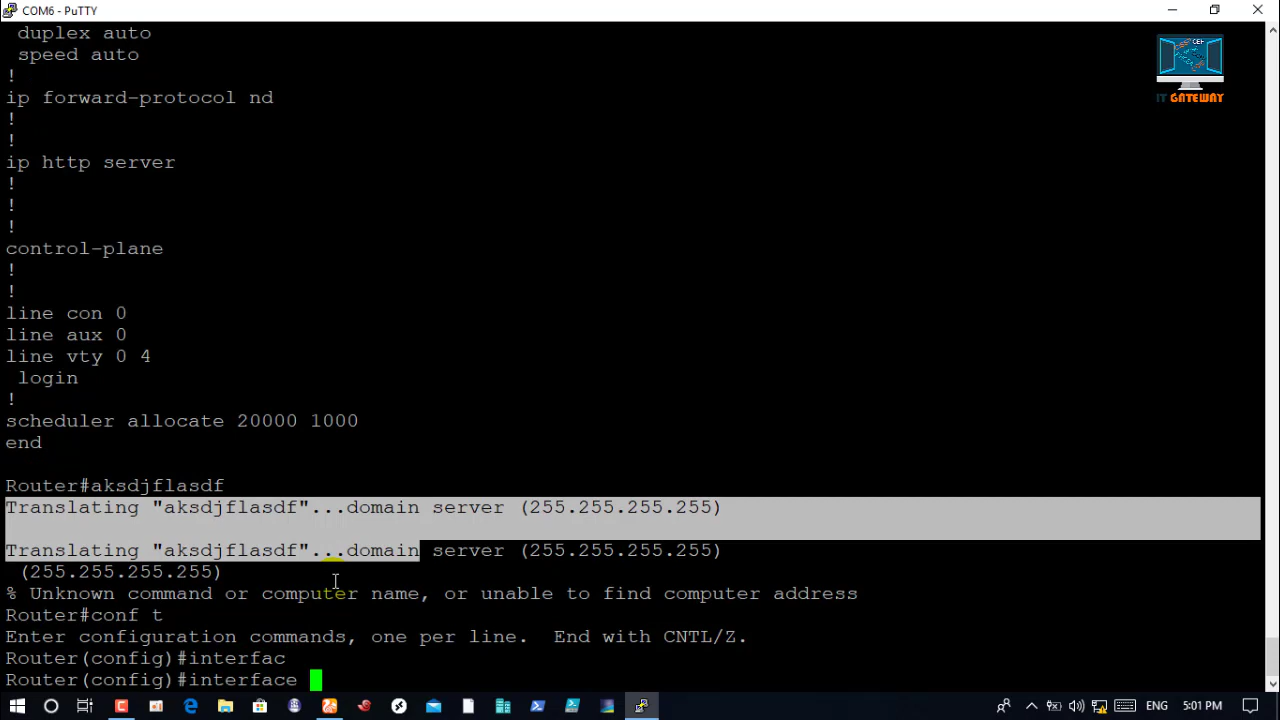 COM6 - PuTTY
duplex auto
speed auto
!
ip forward-protocol nd
!
!
ip http server
!
!
!
control-plane
!
!
line con 0
line aux 0
line vty 0 4
login
!
scheduler allocate 20000 1000
end
Router#aksdjflasdf
Translating "aksdjflasdf"...domain server (255.255.255.255)
Translating "aksdjflasdf"...domain server (255.255.255.255)
(255.255.255.255)
% Unknown command or computer name, or unable to find computer address
Router#conf t
Enter configuration commands, one per line.  End with CNTL/Z.
Router(config)#interfac
Router(config)#interface
CEF
IT GATEWAY
ENG 5:01 PM